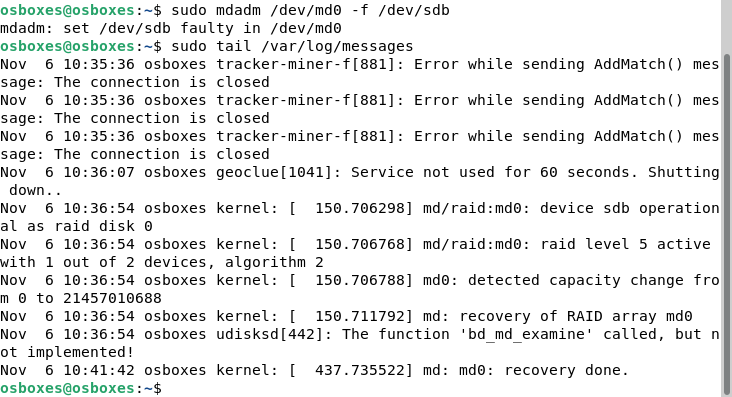 osboxes@osboxes:~$ sudo mdadm /dev/md0 -f /dev/sdb
mdadm: set /dev/sdb faulty in /dev/md0
osboxes@osboxes:~$ sudo tail /var/log/messages
Nov  6 10:35:36 osboxes tracker-miner-f[881]: Error while sending AddMatch() mes
sage: The connection is closed
Nov  6 10:35:36 osboxes tracker-miner-f[881]: Error while sending AddMatch() mes
sage: The connection is closed
Nov  6 10:35:36 osboxes tracker-miner-f[881]: Error while sending AddMatch() mes
sage: The connection is closed
Nov  6 10:36:07 osboxes geoclue[1041]: Service not used for 60 seconds. Shutting
 down..
Nov  6 10:36:54 osboxes kernel: [  150.706298] md/raid:md0: device sdb operation
al as raid disk 0
Nov  6 10:36:54 osboxes kernel: [  150.706768] md/raid:md0: raid level 5 active
with 1 out of 2 devices, algorithm 2
Nov  6 10:36:54 osboxes kernel: [  150.706788] md0: detected capacity change fro
m 0 to 21457010688
Nov  6 10:36:54 osboxes kernel: [  150.711792] md: recovery of RAID array md0
Nov  6 10:36:54 osboxes udisksd[442]: The function 'bd_md_examine' called, but n
ot implemented!
Nov  6 10:41:42 osboxes kernel: [  437.735522] md: md0: recovery done.
osboxes@osboxes:~$